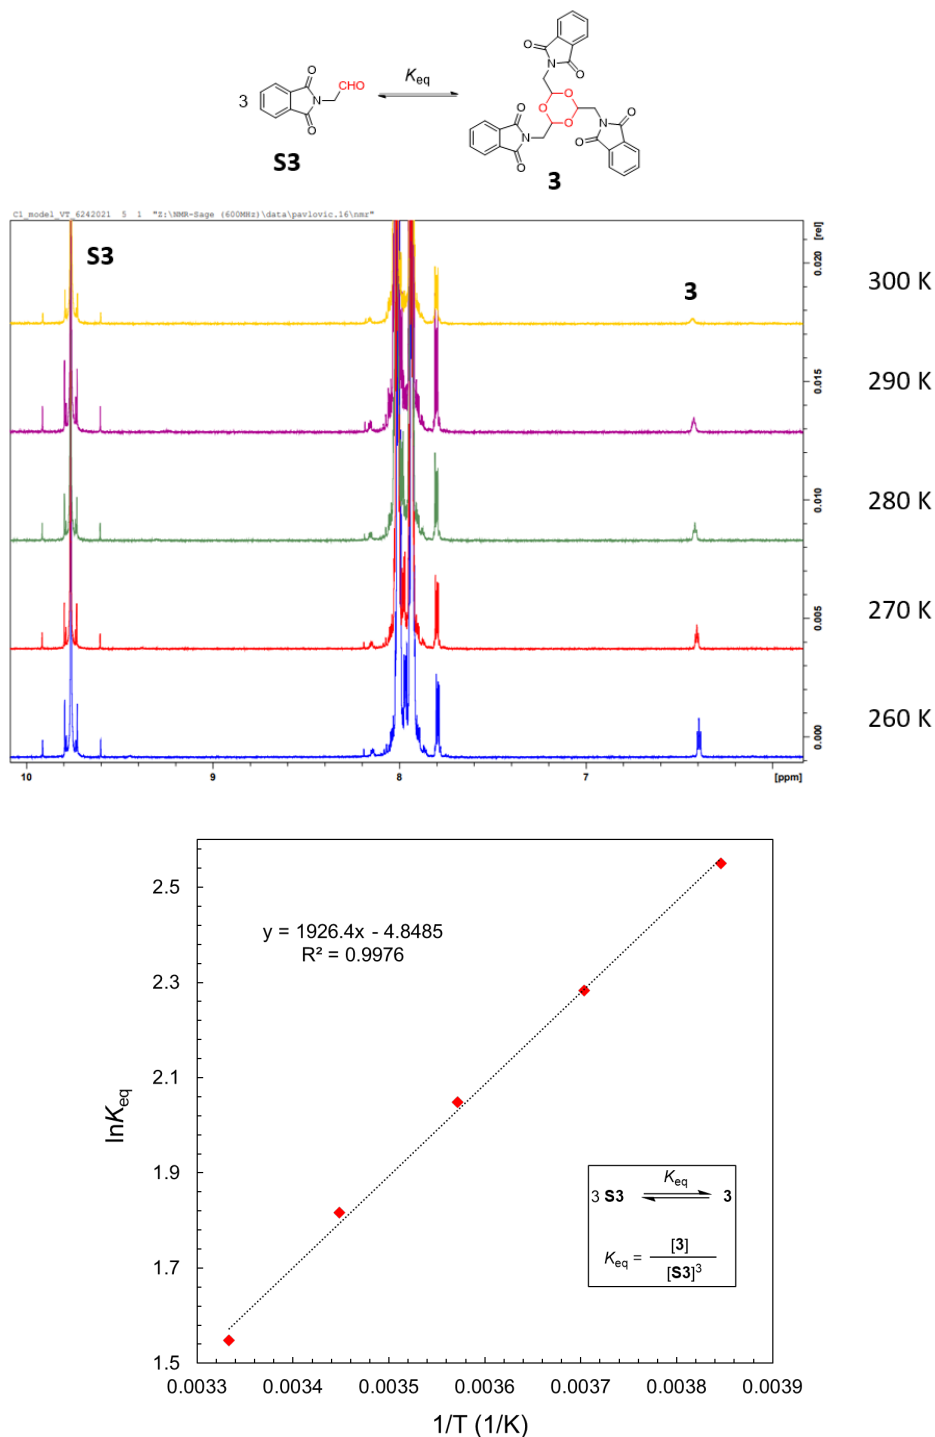 3
O
N
O
CHO
S3
Keq
O
N
O
O
O
O
O
N
O
O
N
O
3
C1_model_VT_6242021 5 1 "Z:\NMR-Sage (600MHz)\data\pavlovic.16\nmr"
[rel]
S3
3
300 K
290 K
280 K
270 K
260 K
0.020
0.015
0.010
0.005
0.000
10 9 8 7 [ppm]
y = 1926.4x - 4.8485
R² = 0.9976
lnKeq
2.5
2.3
2.1
1.9
1.7
1.5
3 S3 Keq 3
Keq = [3]
[S3]3
0.0033 0.0034 0.0035 0.0036 0.0037 0.0038 0.0039
1/T (1/K)